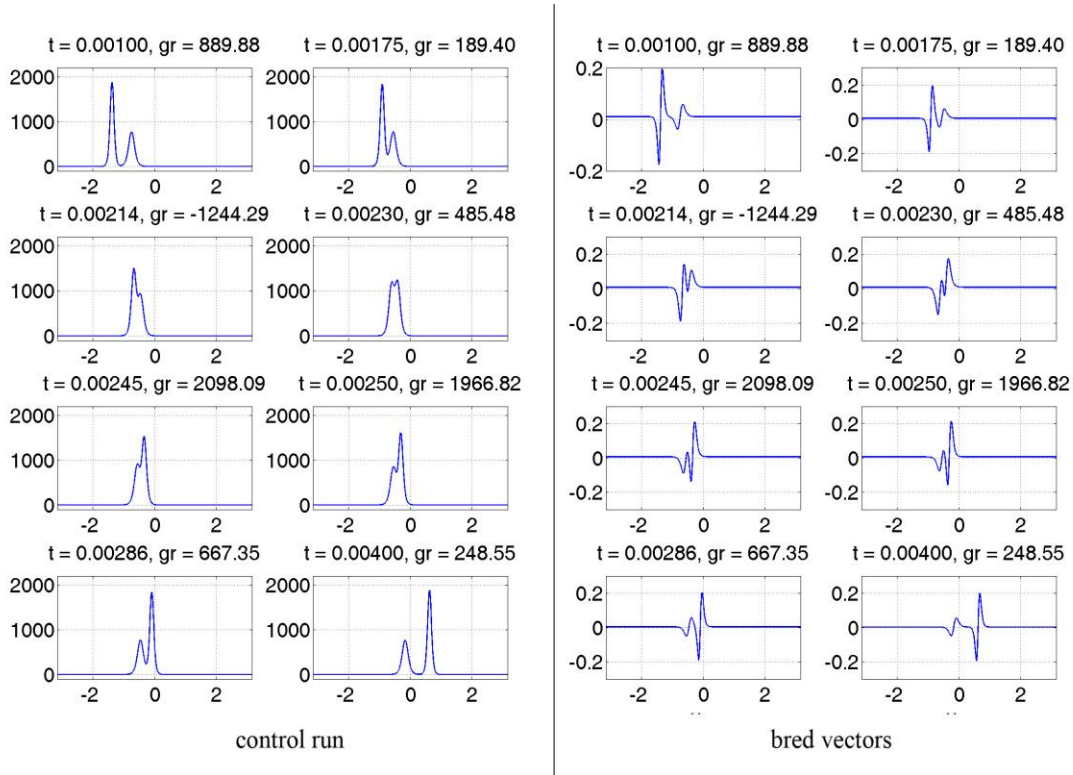 t = 0.00100, gr = 889.88
2000
1000
0
-2 0 2
t = 0.00175, gr = 189.40
2000
1000
0
-2 0 2
t = 0.00214, gr = -1244.29
2000
1000
0
-2 0 2
t = 0.00230, gr = 485.48
2000
1000
0
-2 0 2
t = 0.00245, gr = 2098.09
2000
1000
0
-2 0 2
t = 0.00250, gr = 1966.82
2000
1000
0
-2 0 2
t = 0.00286, gr = 667.35
2000
1000
0
-2 0 2
t = 0.00400, gr = 248.55
2000
1000
0
-2 0 2
control run
t = 0.00100, gr = 889.88
0.2
0
0.2
-2 0 2
t = 0.00175, gr = 189.40
0.2
0
-0.2
-2 0 2
t = 0.00214, gr = -1244.29
0.2
0
-0.2
-2 0 2
t = 0.00230, gr = 485.48
0.2
0
-0.2
-2 0 2
t = 0.00245, gr = 2098.09
0.2
0
-0.2
-2 0 2
t = 0.00250, gr = 1966.82
0.2
0
-0.2
-2 0 2
t = 0.00286, gr = 667.35
0.2
0
-0.2
-2 0 2
t = 0.00400, gr = 248.55
0.2
0
-0.2
-2 0 2
bred vectors